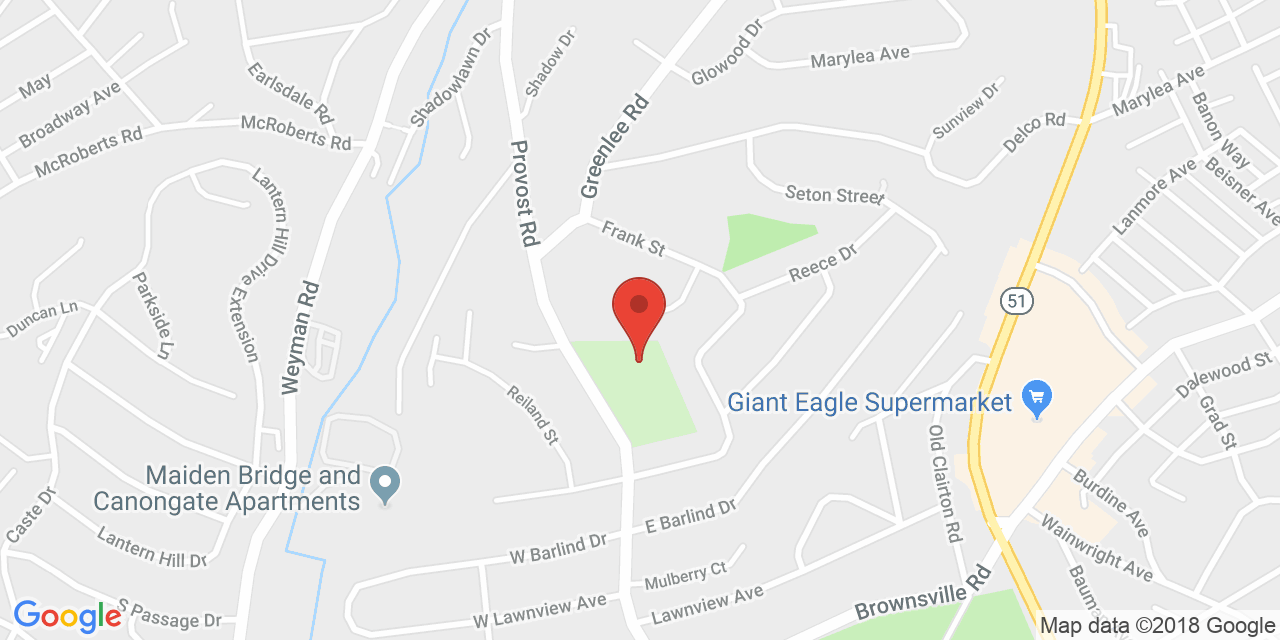 May
Broadway Ave
McRoberts Rd
Earlsdale Rd
McRoberts Rd
Shadowlawn Dr
Shadow Dr
Provost Rd
Greenlee Rd
Glowood Dr
Marylea Ave
Sunview Dr
Delco Rd
Marylea Ave
Banon Way
Beisner Ave
Lanmore Ave
Seton Street
Frank St
Reece Dr
Lantern Hill Drive Extension
Parkside Ln
Duncan Ln
Weyman Rd
51
Dalewood St
Grad St
Giant Eagle Supermarket
Reiland St
Old Clairton Rd
Maiden Bridge and
Canongate Apartments
Caste Dr
Lantern Hill Dr
S Passage Dr
W Barlind Dr
E Barlind Dr
Mulberry Ct
W Lawnview Ave
Lawnview Ave
Brownsville Rd
Burdine Ave
Wainwright Ave
Bauma
Google
Map data ©2018 Google